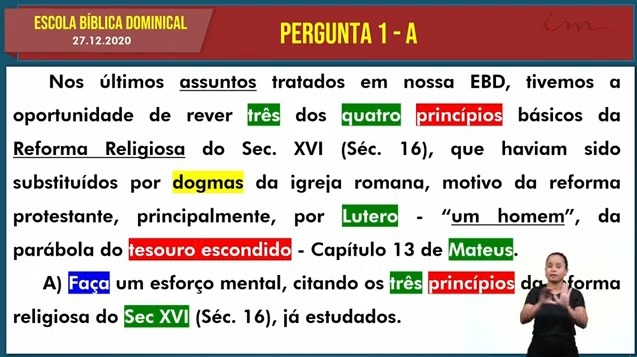 ESCOLA BÍBLICA DOMINICAL
27.12.2020
PERGUNTA 1 - A
Nos últimos assuntos tratados em nossa EBD, tivemos a
oportunidade de rever três dos quatro princípios básicos da
Reforma Religiosa do Sec. XVI (Séc. 16), que haviam sido
substituídos por dogmas da igreja romana, motivo da reforma
protestante, principalmente, por Lutero - “um homem”, da
parábola do tesouro escondido - Capítulo 13 de Mateus.
A) Faça um esforço mental, citando os três princípios da
religiosa do Sec XVI (Séc. 16), já estudados.